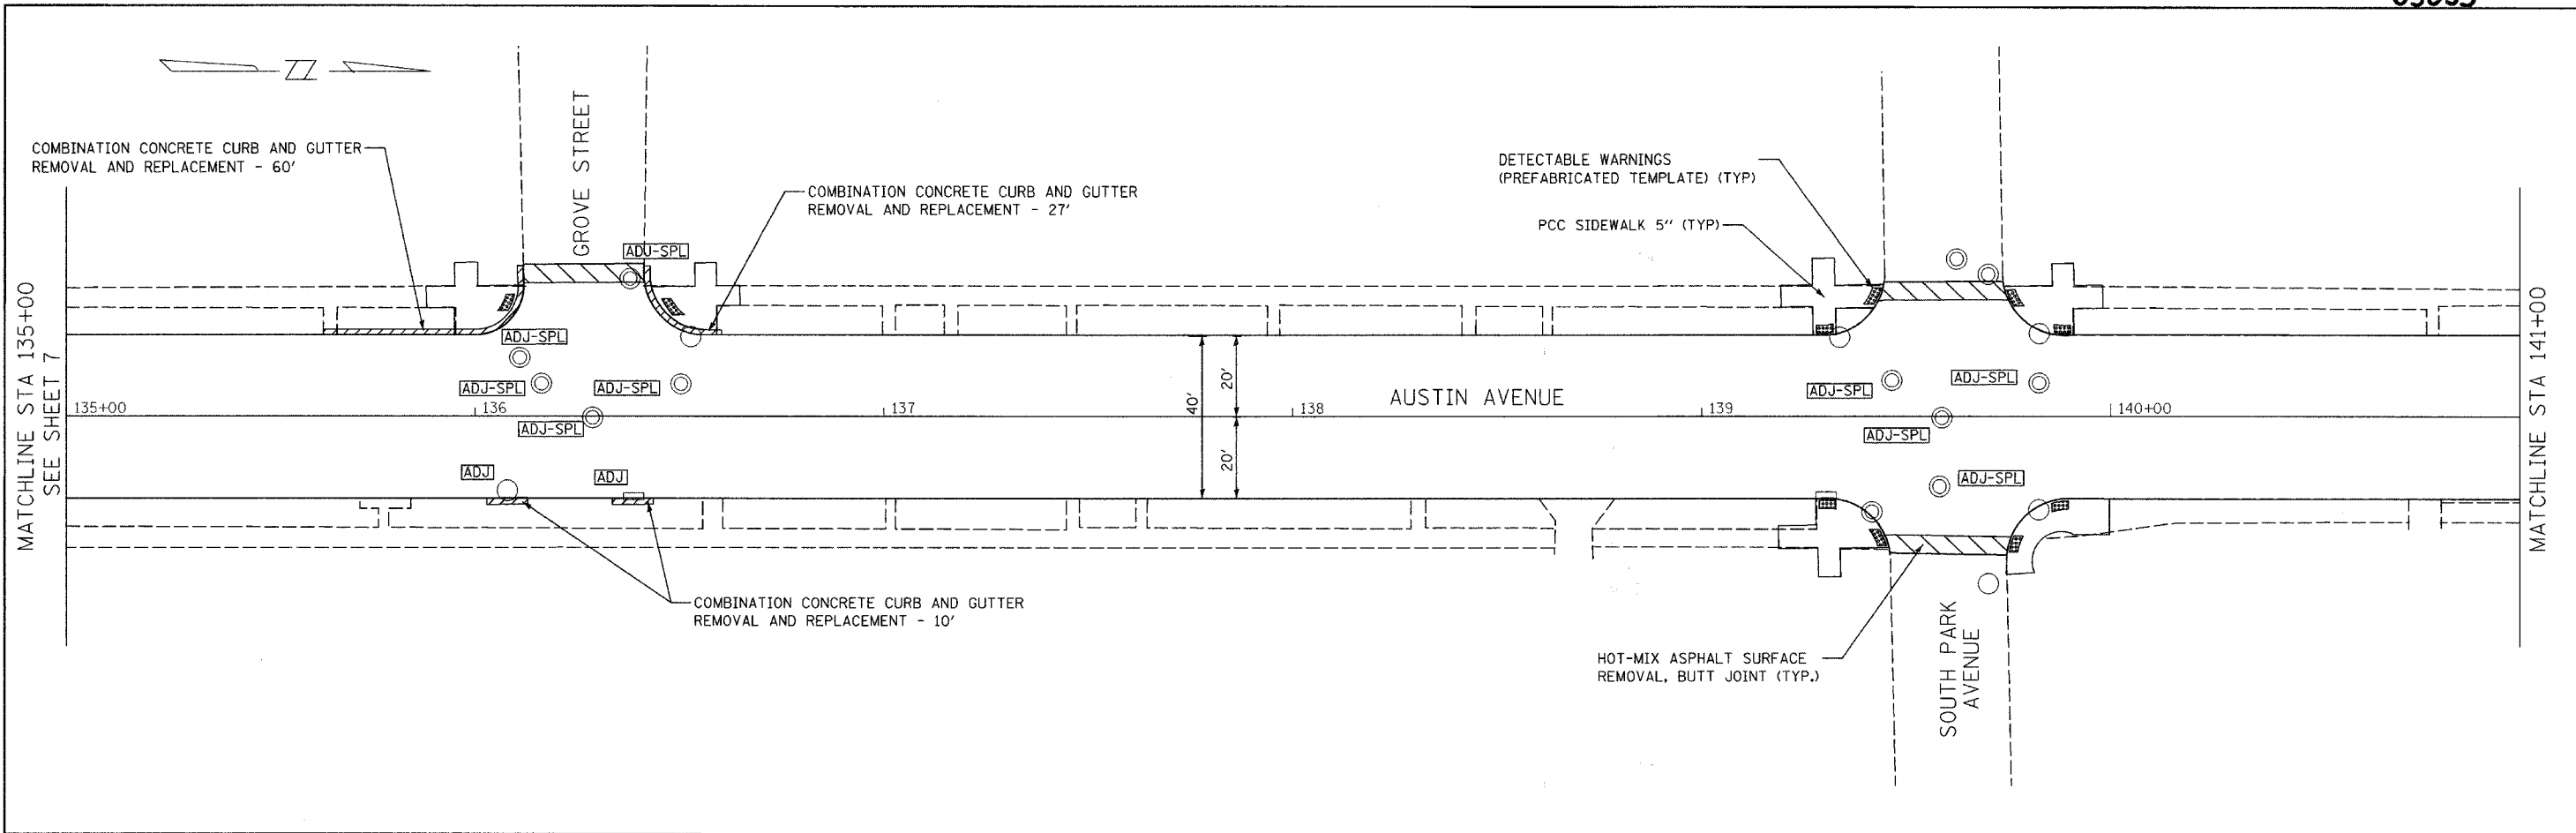 COMBINATION CONCRETE CURB AND GUTTER
REMOVAL AND REPLACEMENT - 60'
GROVE STREET
ADJ-SPL
COMBINATION CONCRETE CURB AND GUTTER
REMOVAL AND REPLACEMENT - 27'
DETECTABLE WARNINGS
(PREFABRICATED TEMPLATE) (TYP)
PCC SIDEWALK 5" (TYP)
MATCHLINE STA 135+00
SEE SHEET 7
ADJ-SPL
ADJ-SPL
ADJ-SPL
ADJ-SPL
135+00
136
137
138
139
140+00
40'
20'
20'
AUSTIN AVENUE
ADJ-SPL
ADJ-SPL
ADJ-SPL
ADJ-SPL
ADJ
ADJ
COMBINATION CONCRETE CURB AND GUTTER
REMOVAL AND REPLACEMENT - 10'
HOT-MIX ASPHALT SURFACE
REMOVAL, BUTT JOINT (TYP.)
SOUTH PARK
AVENUE
MATCHLINE STA 141+00